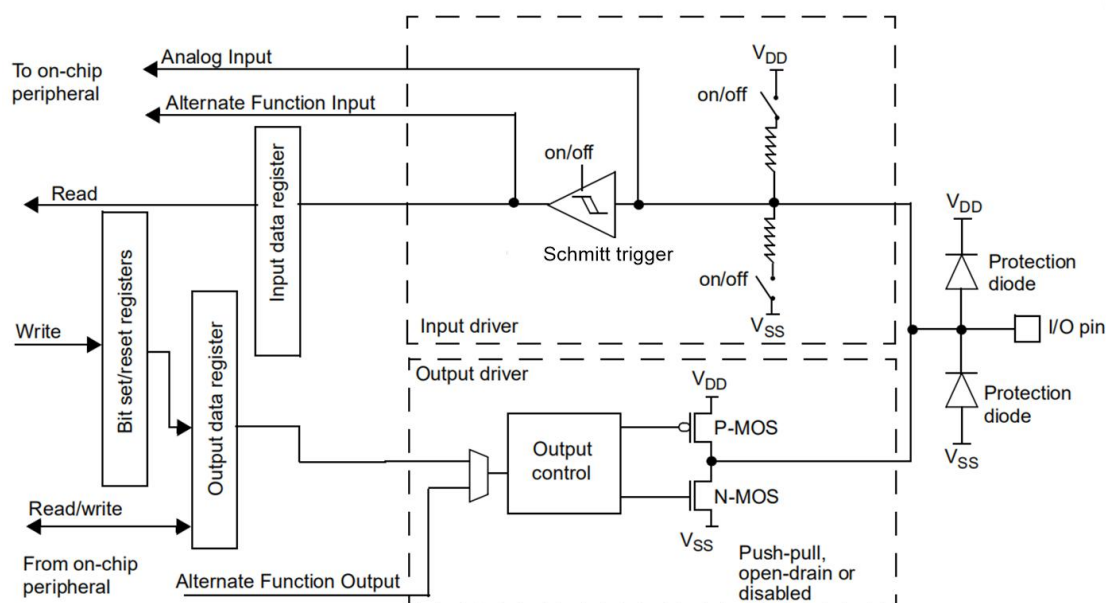 Analog Input
To on-chip
peripheral
Alternate Function Input
Read
Input data register
Bit set/reset registers
Write
Output data register
Read/write
From on-chip
peripheral
Alternate Function Output
VDD
on/off
on/off
Schmitt trigger
on/off
VSS
Input driver
Output driver
VDD
P-MOS
Output
control
N-MOS
VSS
Push-pull,
open-drain or
disabled
VDD
Protection
diode
I/O pin
Protection
diode
VSS